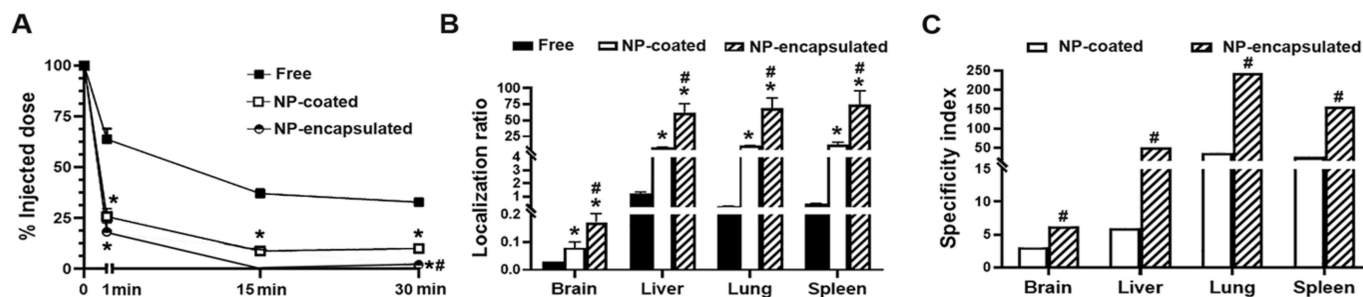 A
% Injected dose
100
75
50
25
0
0
1min
15min
30min
Free
NP-coated
NP-encapsulated
*
*
*
*
*#
B
Free
NP-coated
NP-encapsulated
Localization ratio
100
75
50
25
4
2
1
0.2
0.1
0.0
*
#
*
*
#
*
*
#
*
*
#
*
Brain
Liver
Lung
Spleen
C
NP-coated
NP-encapsulated
Specificity index
250
200
150
100
50
15
10
5
0
#
#
#
#
Brain
Liver
Lung
Spleen